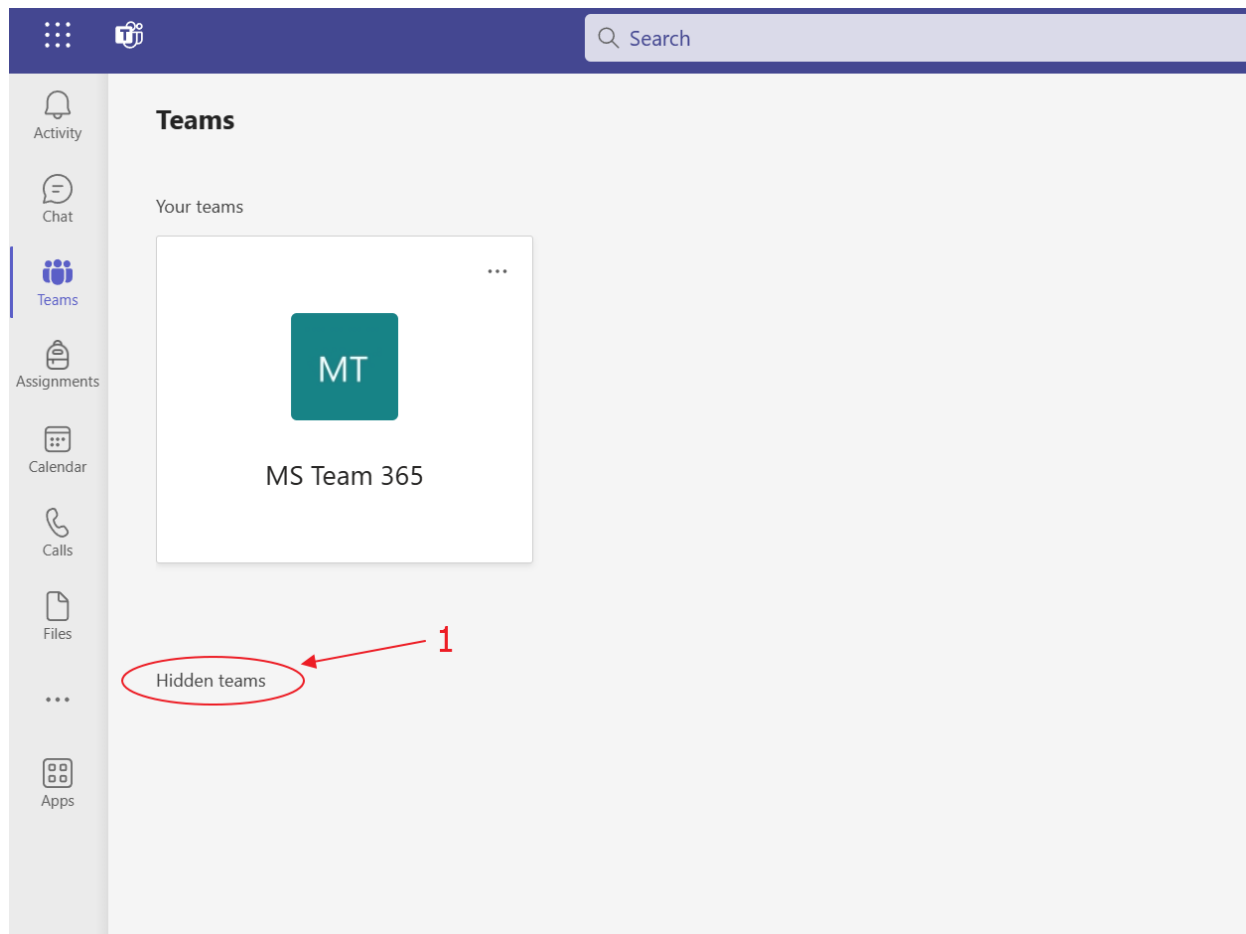 Search
Activity
Chat
Teams
Assignments
Calendar
Calls
Files
Apps
Teams
Your teams
MT
MS Team 365
1
Hidden teams